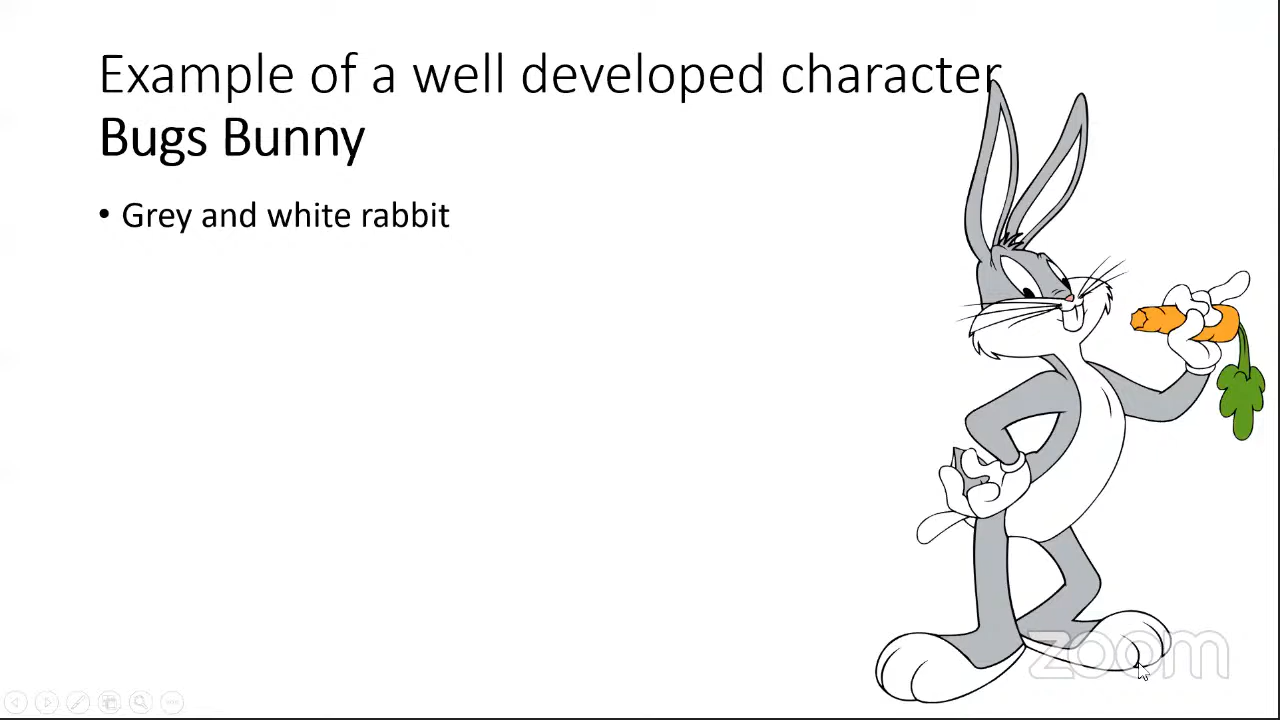 Example of a well developed character
Bugs Bunny
• Grey and white rabbit
zoom